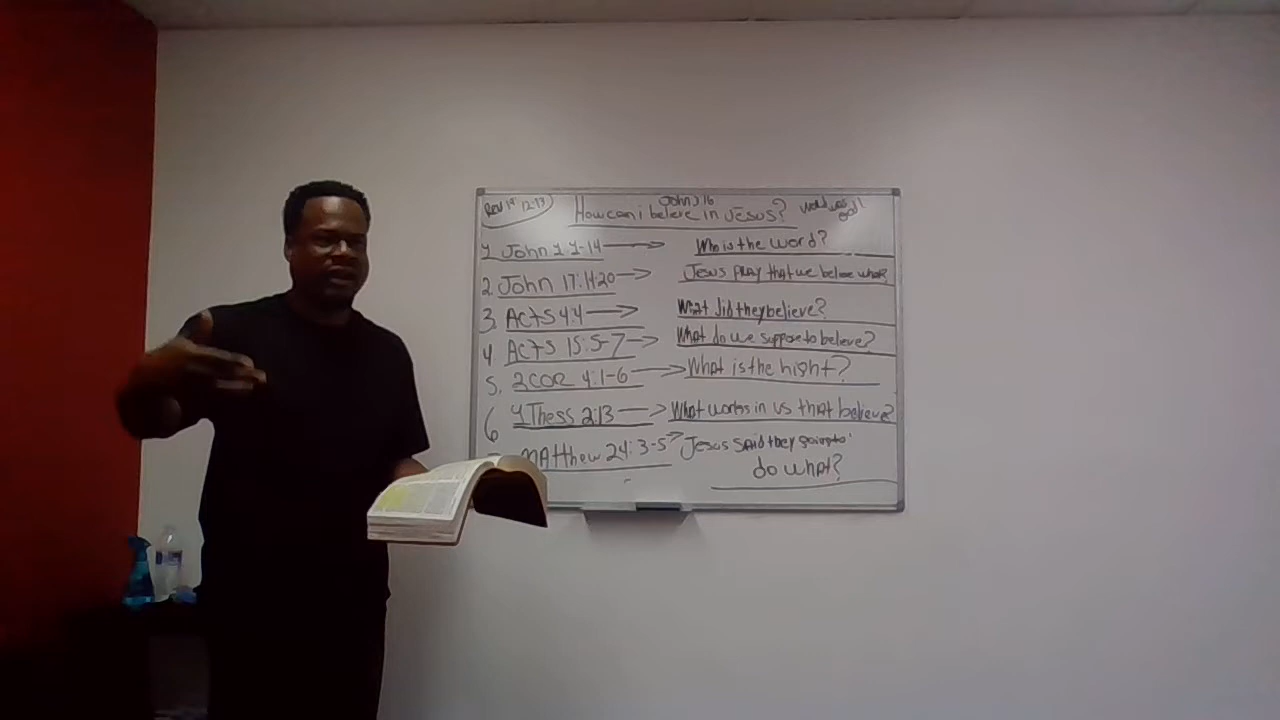 Rev 12:17
John 3:16
How can i believe in Jesus?
word was
God!
1. John 1:1-14 → Who is the word?
2. John 17:14-20 → Jesus pray that we believe what?
3. Acts 4:4 → What did they believe?
4 Acts 15:5-7 → What do we suppose to believe?
5. 2COR 4:1-6 → What is the hight?
6 1 Thess 2:13 → What works in us that believe?
Matthew 24:3-5 → Jesus said they going to
do what?